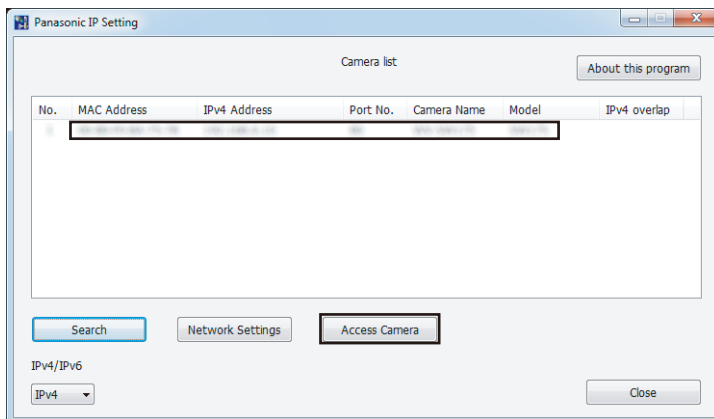 Panasonic IP Setting
Camera list
About this program
No. MAC Address IPv4 Address Port No. Camera Name Model IPv4 overlap
Search Network Settings Access Camera
IPv4/IPv6
IPv4 Close